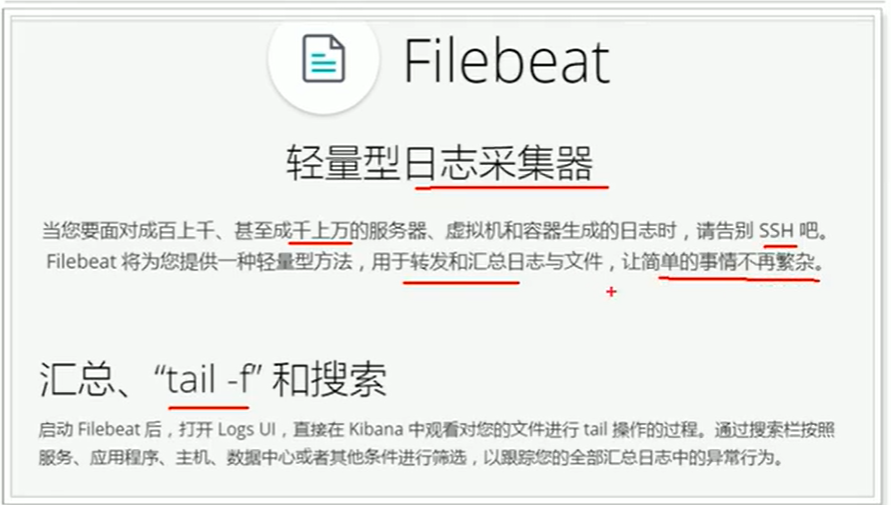 Filebeat
轻量型日志采集器
当您要面对成百上千、甚至成千上万的服务器、虚拟机和容器生成的日志时，请告别 SSH 吧。
Filebeat 将为您提供一种轻量型方法，用于转发和汇总日志与文件，让简单的事情不再繁杂。
汇总、“tail -f” 和搜索
启动 Filebeat 后，打开 Logs UI，直接在 Kibana 中观看对您的文件进行 tail 操作的过程。通过搜索栏按照
服务、应用程序、主机、数据中心或者其他条件进行筛选，以跟踪您的全部汇总日志中的异常行为。